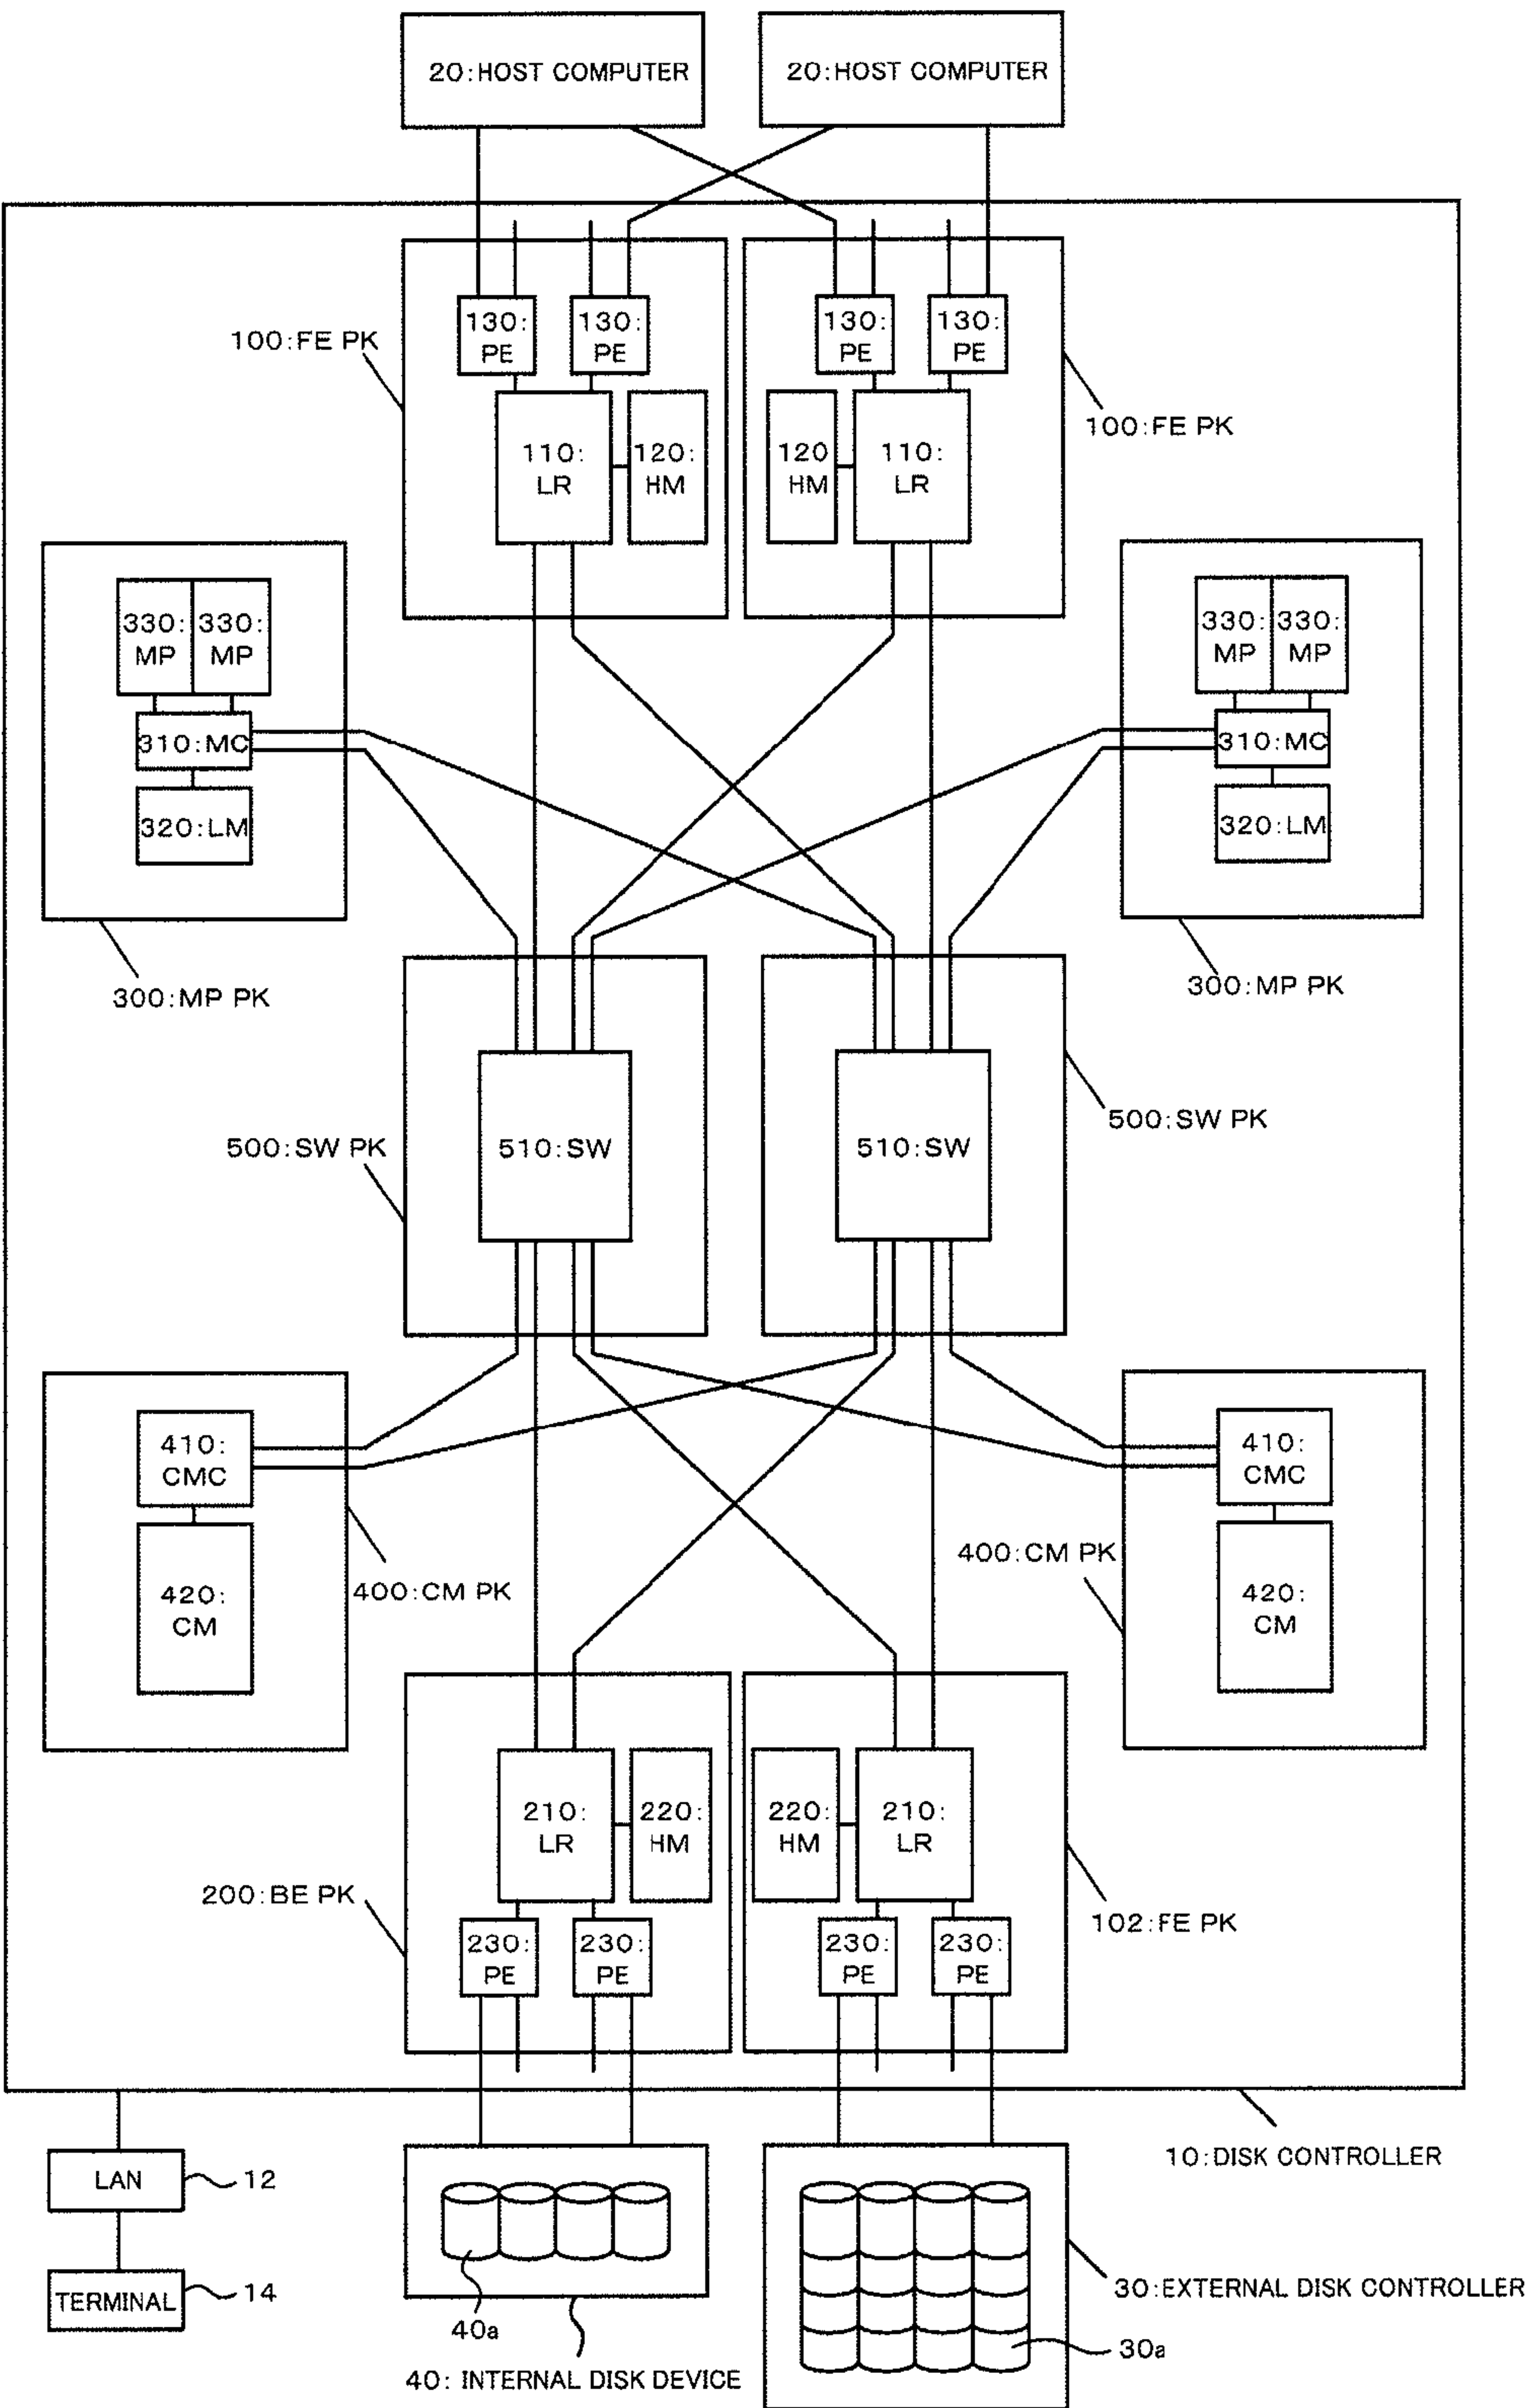 20:HOST COMPUTER
20:HOST COMPUTER
130:
PE
130:
PE
130:
PE
130:
PE
100:FE PK
100:FE PK
110:
LR
120:
HM
120
HM
110:
LR
330:
MP
330:
MP
330:
MP
330:
MP
310:MC
310:MC
320:LM
320:LM
300:MP PK
300:MP PK
500:SW PK
510:SW
510:SW
500:SW PK
410:
CMC
410:
CMC
420:
CM
400:CM PK
400:CM PK
420:
CM
210:
LR
220:
HM
220:
HM
210:
LR
200:BE PK
102:FE PK
230:
PE
230:
PE
230:
PE
230:
PE
10:DISK CONTROLLER
LAN
12
TERMINAL
14
40a
30:EXTERNAL DISK CONTROLLER
30a
40: INTERNAL DISK DEVICE